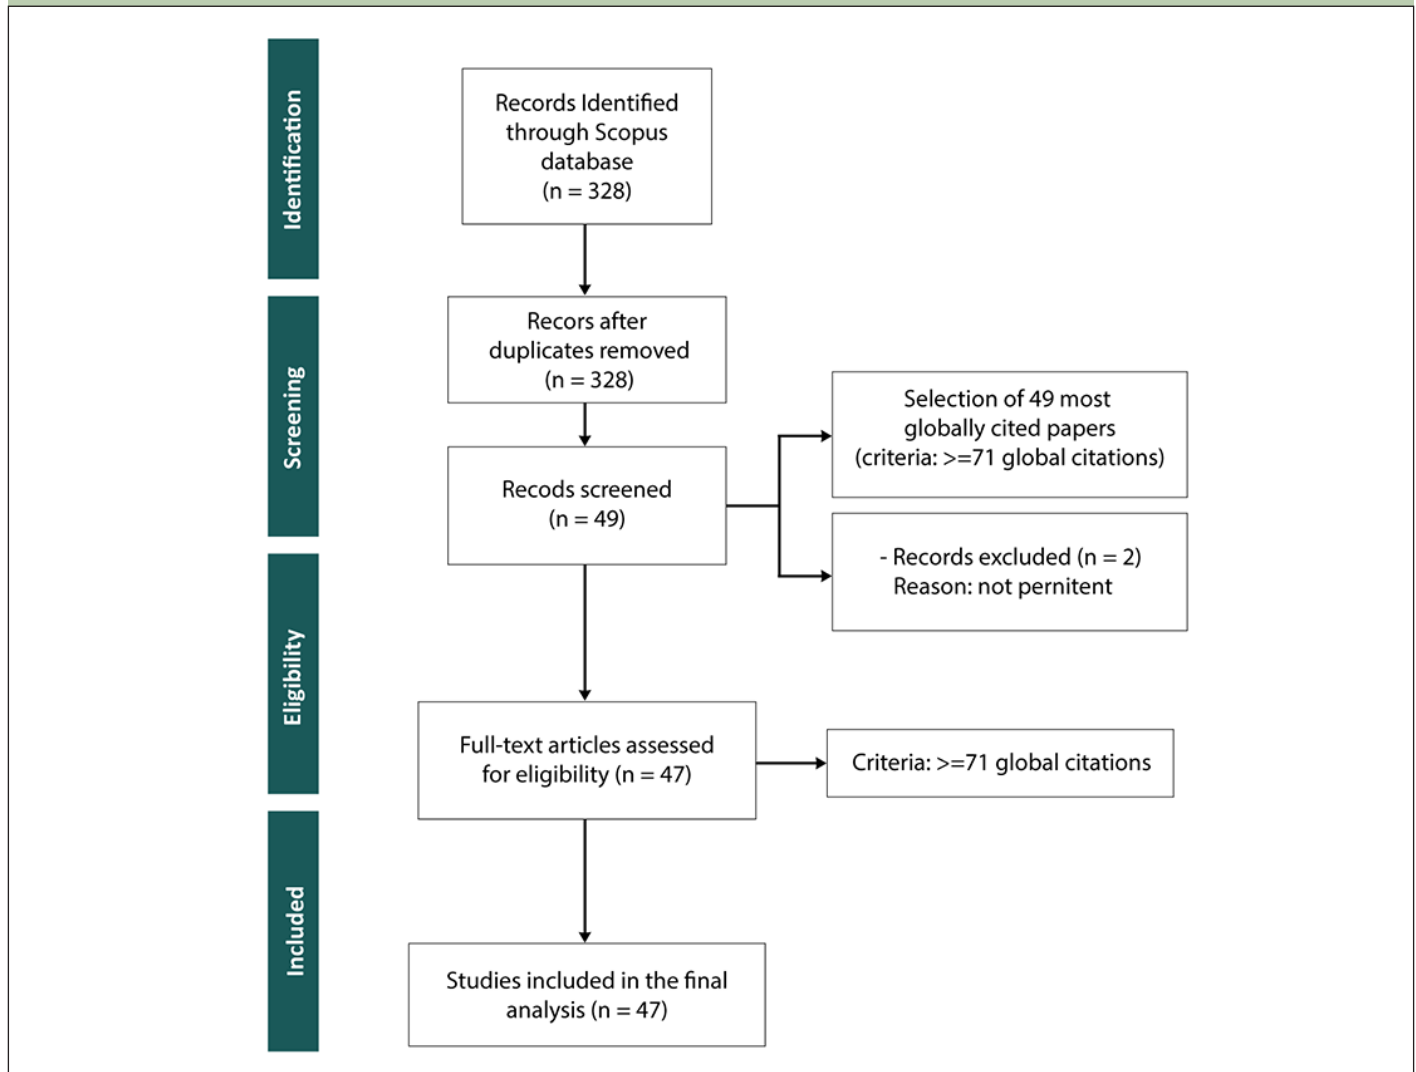 Identification
Records Identified
through Scopus
database
(n = 328)
Screening
Recors after
duplicates removed
(n = 328)
Recods screened
(n = 49)
Selection of 49 most
globally cited papers
(criteria: >=71 global citations)
- Records excluded (n = 2)
Reason: not pernitent
Eligibility
Full-text articles assessed
for eligibility (n = 47)
Criteria: >=71 global citations
Included
Studies included in the final
analysis (n = 47)